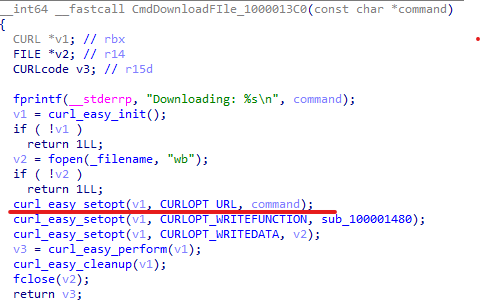 __int64 __fastcall CmdDownloadFIle_1000013C0(const char *command)
{
CURL *v1; // rbx
FILE *v2; // r14
CURLcode v3; // r15d
fprintf(__stderrp, "Downloading: %s\n", command);
v1 = curl_easy_init();
if ( !v1 )
return 1LL;
v2 = fopen(_filename, "wb");
if ( !v2 )
return 1LL;
curl_easy_setopt(v1, CURLOPT_URL, command);
curl_easy_setopt(v1, CURLOPT_WRITEFUNCTION, sub_100001480);
curl_easy_setopt(v1, CURLOPT_WRITEDATA, v2);
v3 = curl_easy_perform(v1);
curl_easy_cleanup(v1);
fclose(v2);
return v3;